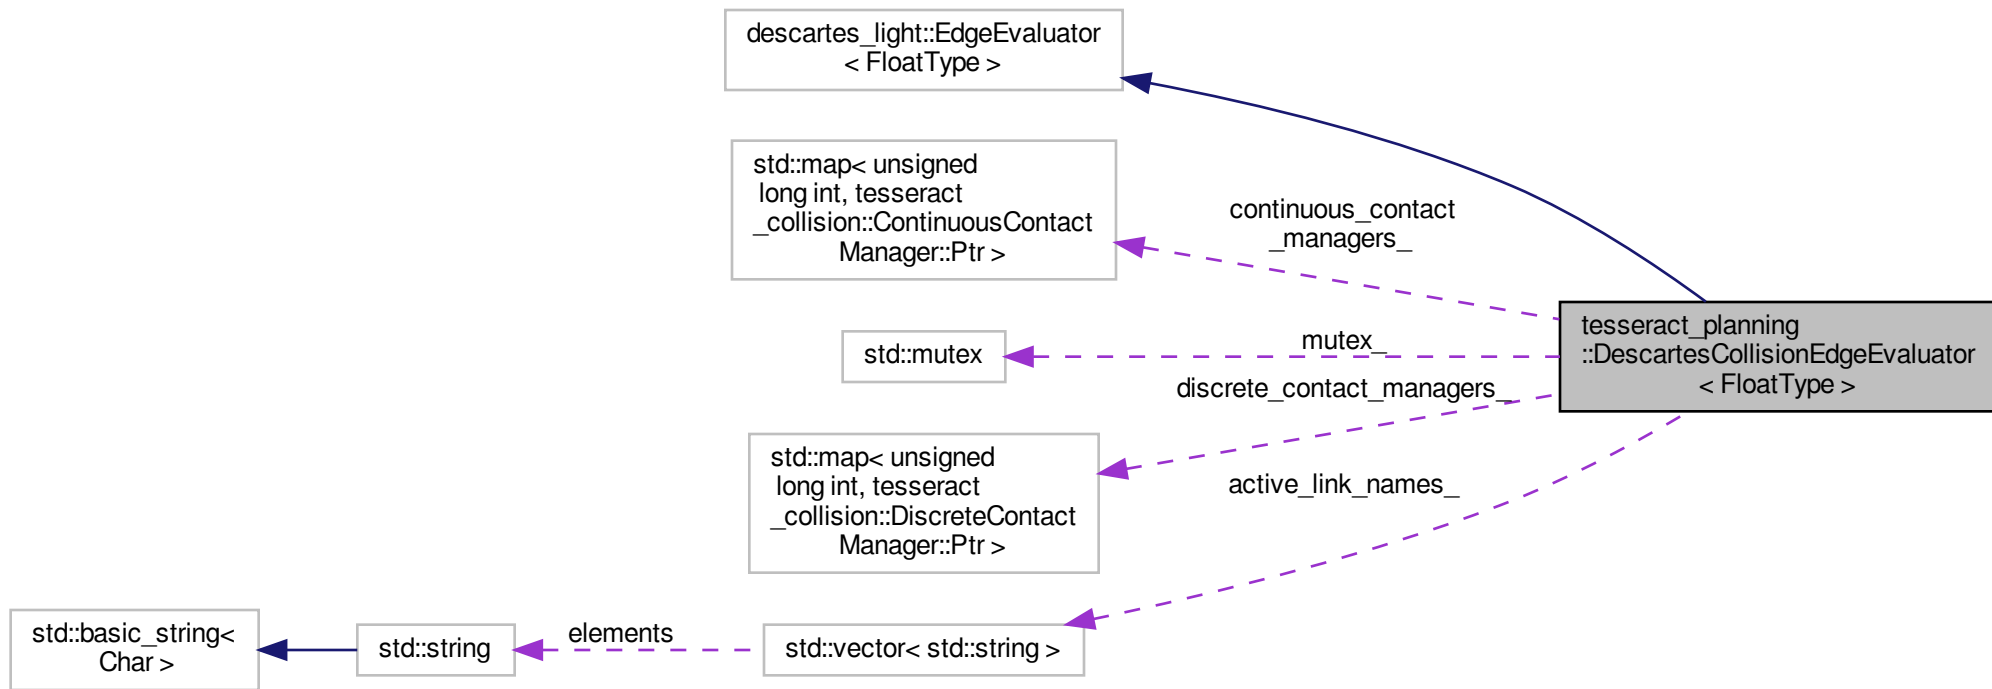 descartes_light::EdgeEvaluator
< FloatType >
std::map< unsigned
long int, tesseract
_collision::ContinuousContact
Manager::Ptr >
continuous_contact
_managers_
std::mutex
mutex_
tesseract_planning
::DescartesCollisionEdgeEvaluator
< FloatType >
discrete_contact_managers_
std::map< unsigned
long int, tesseract
_collision::DiscreteContact
Manager::Ptr >
active_link_names_
std::basic_string<
Char >
std::string
elements
std::vector< std::string >